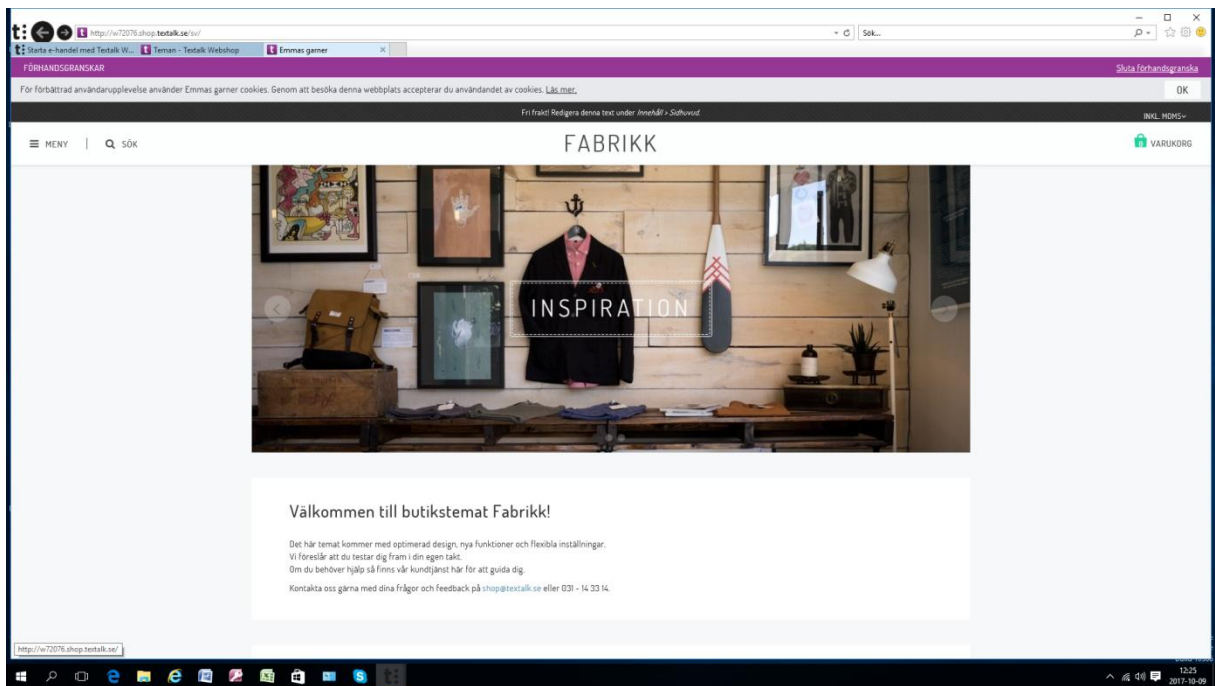 http://w72076.shop.textalk.se/sv/
Sök...
Starta e-handel med Textalk W...
Teman - Textalk Webshop
Emmas garner
FÖRHANDSGRANSKAR
Sluta förhandsgranska
För förbättrad användarupplevelse använder Emmas garner cookies. Genom att besöka denna webbplats accepterar du användandet av cookies. Läs mer.
OK
Fri frakt! Redigera denna text under Innehåll > Sidhuvud.
INKL. MOMS
MENY
SÖK
FABRIKK
0
VARUKORG
INSPIRATION
Välkommen till butikstemat Fabrikk!
Det här temat kommer med optimerad design, nya funktioner och flexibla inställningar.
Vi föreslår att du testar dig fram i din egen takt.
Om du behöver hjälp så finns vår kundtjänst här för att guida dig.
Kontakta oss gärna med dina frågor och feedback på shop@textalk.se eller 031 - 14 33 14.
http://w72076.shop.textalk.se/
12:25
2017-10-09